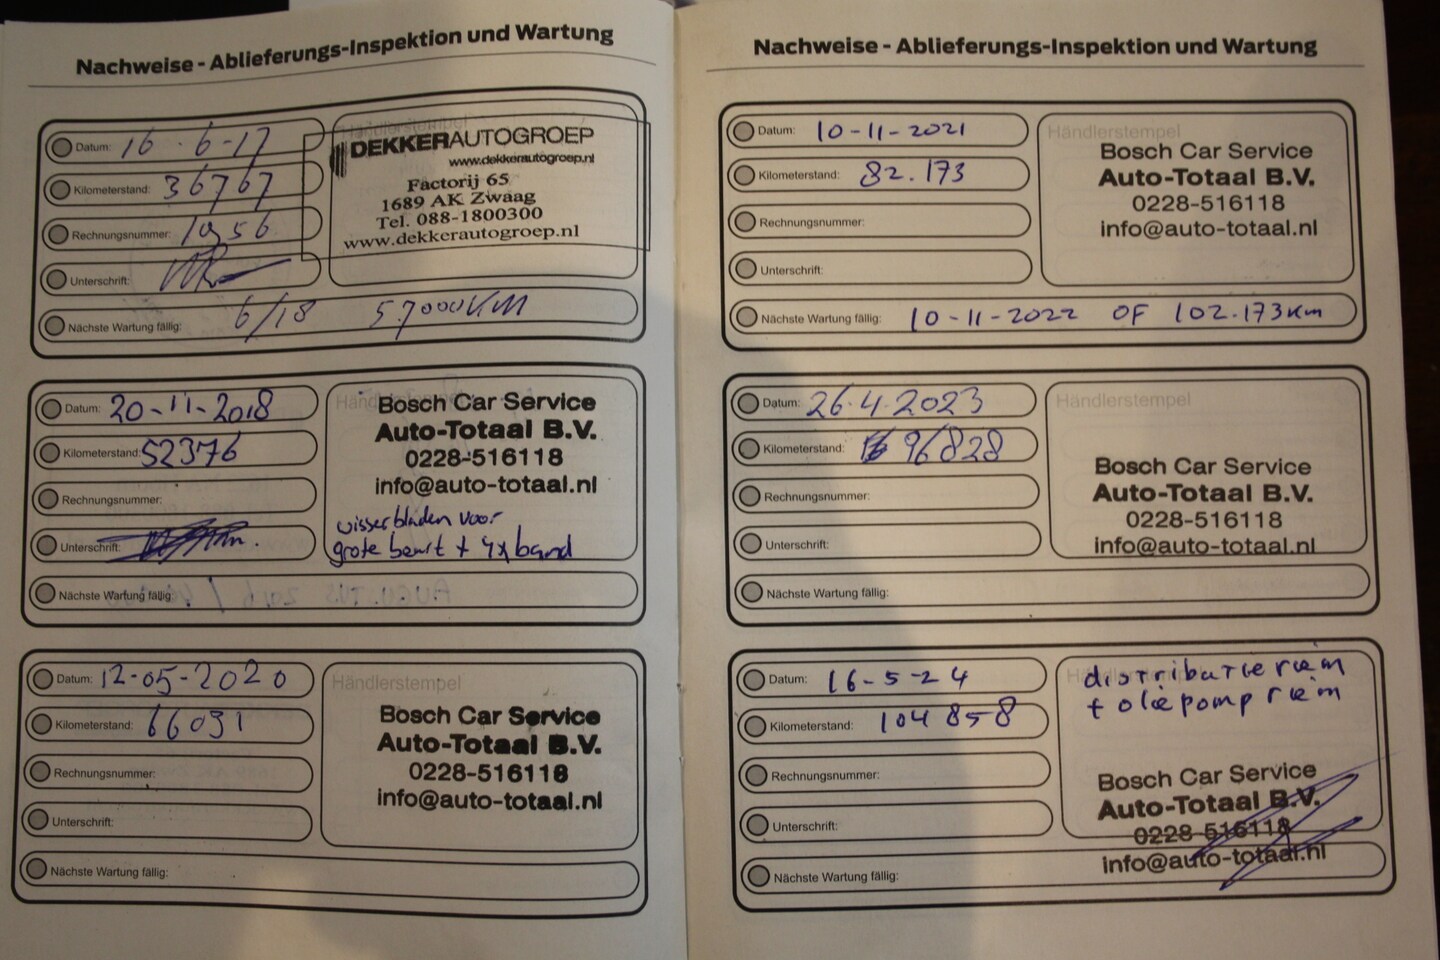 Nachweise - Ablieferungs-Inspektion und Wartung
Datum: 16-6-17
Kilometerstand: 36767
Rechnungsnummer: 1956
Unterschrift:
Nächste Wartung fällig: 6/18 57000KM
DEKKERAUTOGROEP
www.dekkerautogroep.nl
Factorij 65
1689 AK Zwaag
Tel. 088-1800300
www.dekkerautogroep.nl
Datum: 20-11-2018
Kilometerstand: 52376
Rechnungsnummer:
Unterschrift:
Nächste Wartung fällig:
Bosch Car Service
Auto-Totaal B.V.
0228-516118
info@auto-totaal.nl
wisserbladen voor
grote beurt + 4x band
Datum: 12-05-2020
Kilometerstand: 66031
Rechnungsnummer:
Unterschrift:
Nächste Wartung fällig:
Händlerstempel
Bosch Car Service
Auto-Totaal B.V.
0228-516118
info@auto-totaal.nl
Nachweise - Ablieferungs-Inspektion und Wartung
Datum: 10-11-2021
Kilometerstand: 82.173
Rechnungsnummer:
Unterschrift:
Nächste Wartung fällig: 10-11-2022 OF 102.173Km
Händlerstempel
Bosch Car Service
Auto-Totaal B.V.
0228-516118
info@auto-totaal.nl
Datum: 26.4.2023
Kilometerstand: 96828
Rechnungsnummer:
Unterschrift:
Nächste Wartung fällig:
Händlerstempel
Bosch Car Service
Auto-Totaal B.V.
0228-516118
info@auto-totaal.nl
Datum: 16-5-24
Kilometerstand: 104858
Rechnungsnummer:
Unterschrift:
Nächste Wartung fällig:
distributieriem
+ oliepompriem
Bosch Car Service
Auto-Totaal B.V.
0228-516118
info@auto-totaal.nl